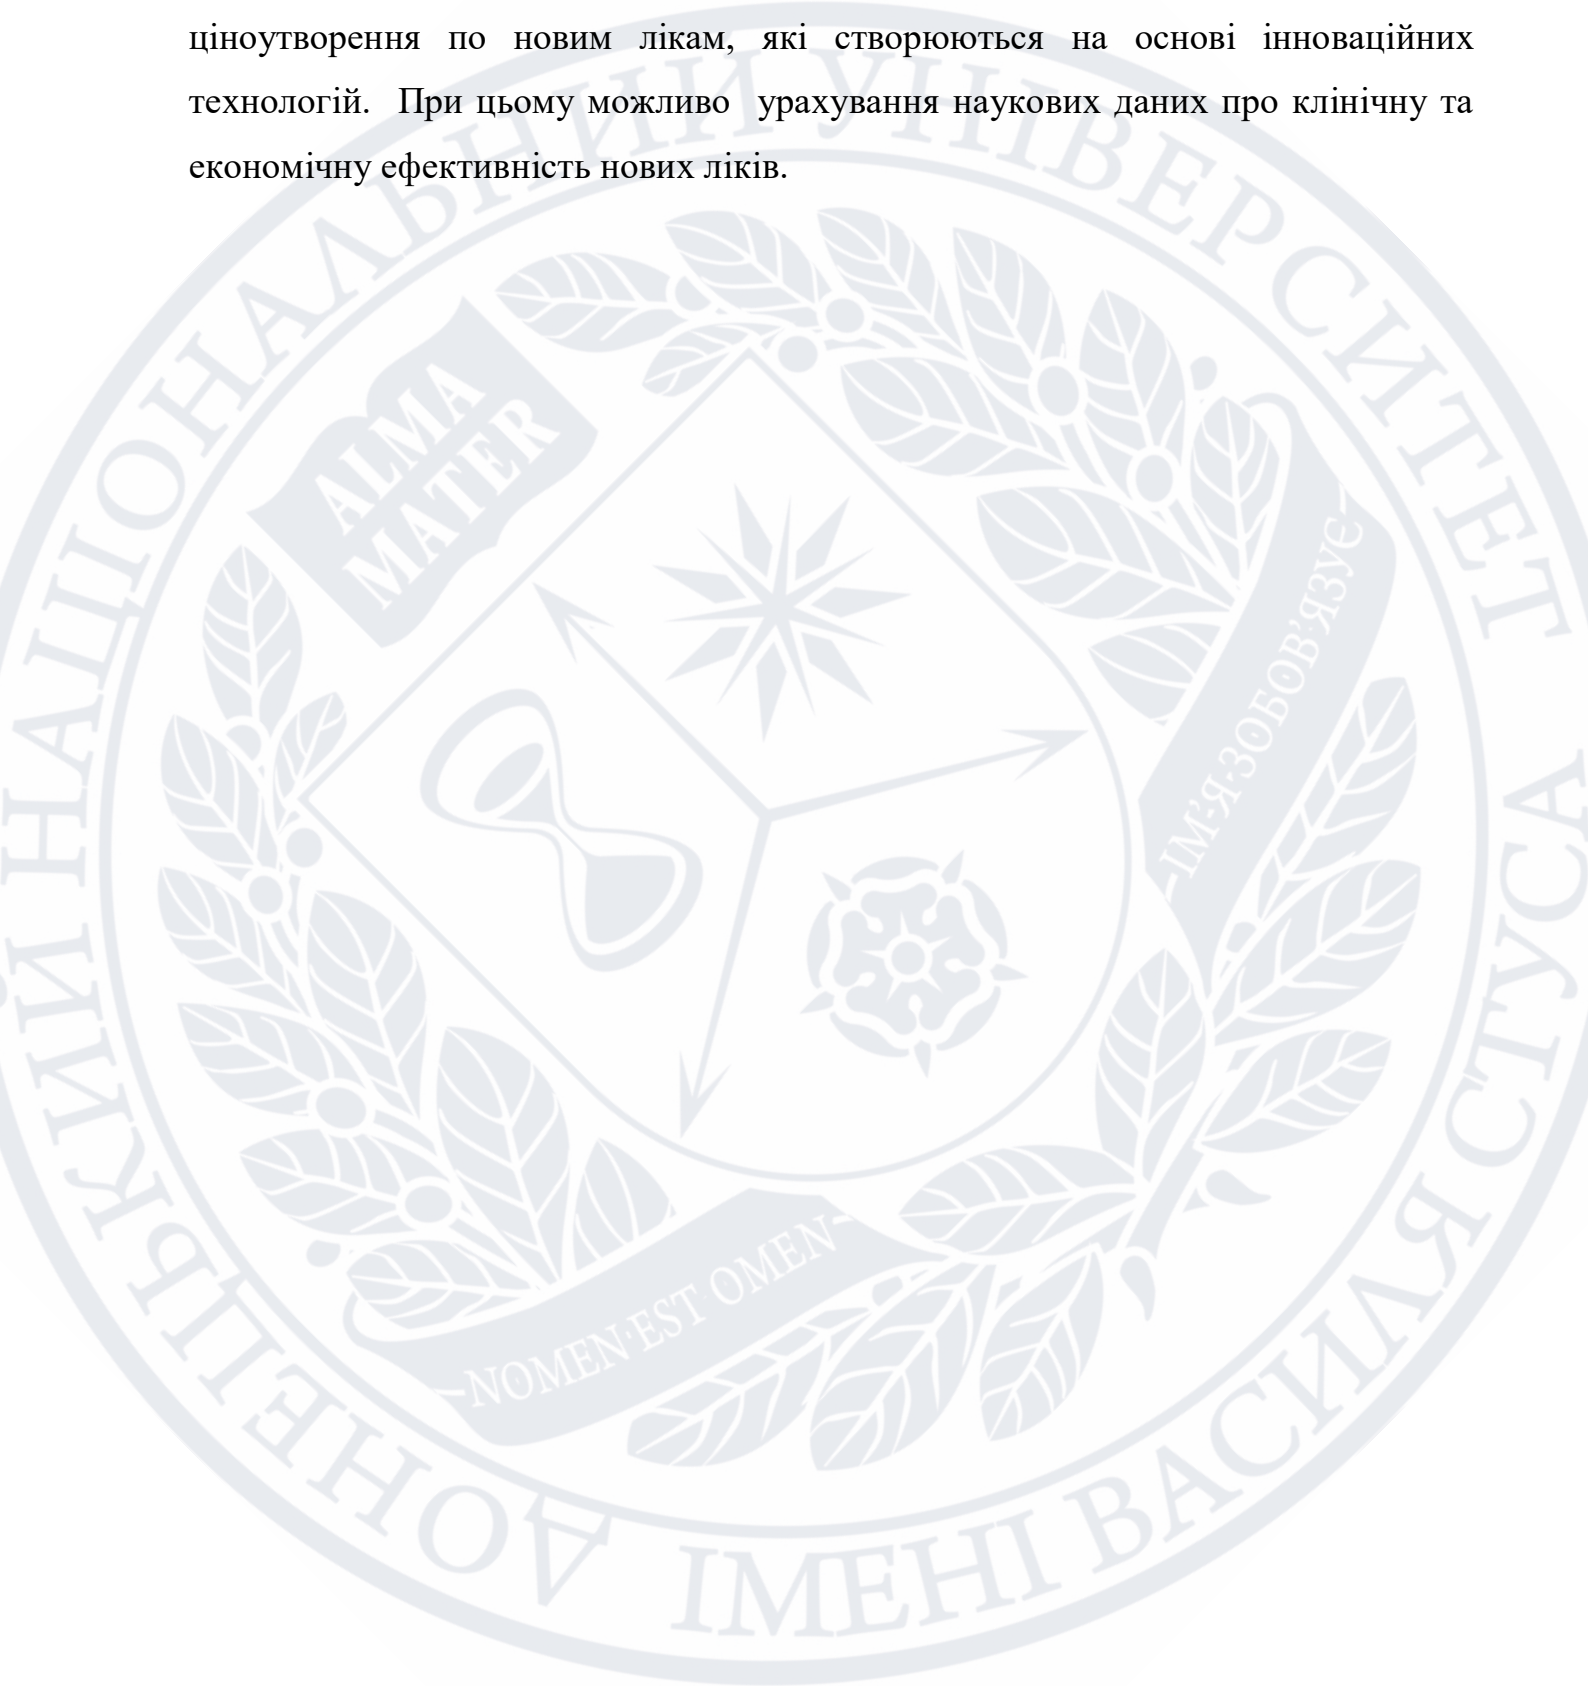 ціноутворення по новим лікам, які створюються на основі інноваційних
технологій. При цьому можливо урахування наукових даних про клінічну та
економічну ефективність нових ліків.
ДОНЕЦЬКИЙ НАЦІОНАЛЬНИЙ УНІВЕРСИТЕТ
ІМЕНІ ВАСИЛЯ СТУСА
ALMA
MATER
ІМ'Я·ЗОБОВ'ЯЗУЄ
NOMEN·EST·OMEN